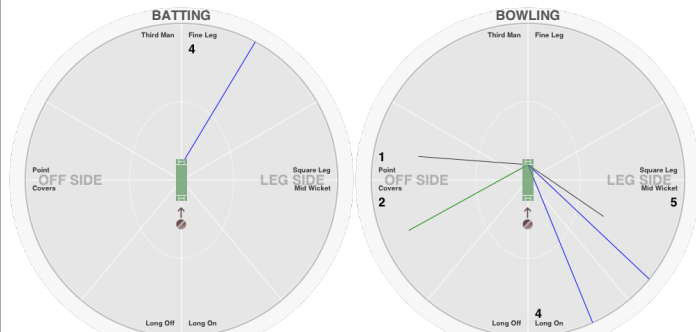 BATTING
Third Man Fine Leg
4
Point
OFF SIDE
Covers
Square Leg
LEG SIDE
Mid Wicket
Long Off Long On
BOWLING
Third Man Fine Leg
1
Point
OFF SIDE
Covers
2
Square Leg
LEG SIDE
Mid Wicket
5
4
Long Off Long On